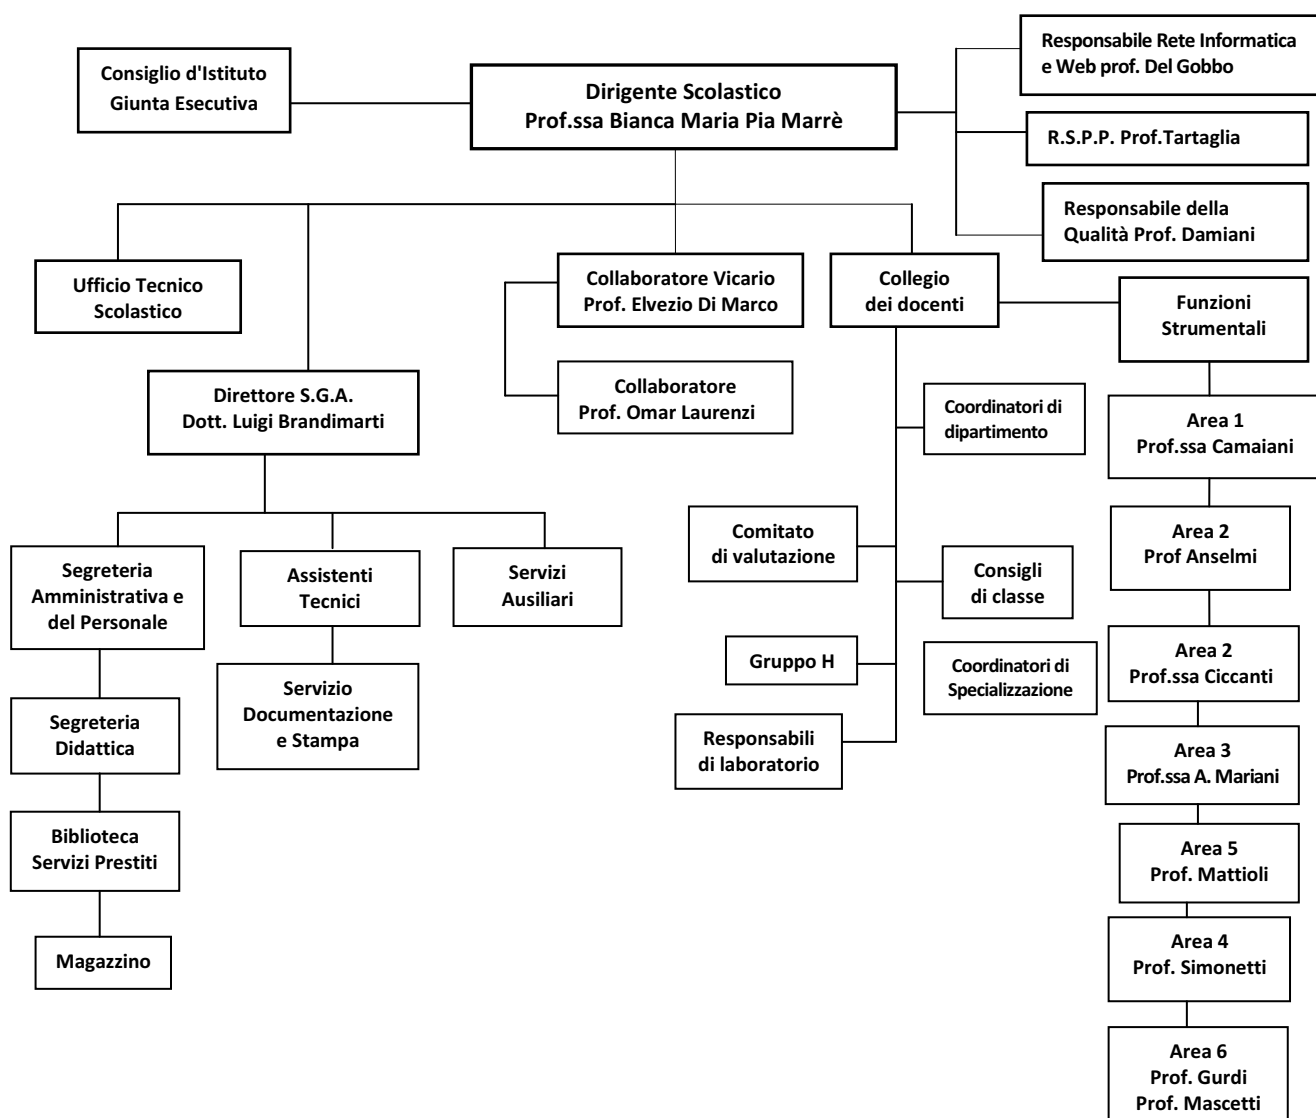 Consiglio d'Istituto
Giunta Esecutiva
Dirigente Scolastico
Prof.ssa Bianca Maria Pia Marrè
Responsabile Rete Informatica
e Web prof. Del Gobbo
R.S.P.P. Prof.Tartaglia
Responsabile della
Qualità Prof. Damiani
Ufficio Tecnico
Scolastico
Collaboratore Vicario
Prof. Elvezio Di Marco
Collegio
dei docenti
Funzioni
Strumentali
Direttore S.G.A.
Dott. Luigi Brandimarti
Collaboratore
Prof. Omar Laurenzi
Coordinatori di
dipartimento
Area 1
Prof.ssa Camaiani
Comitato
di valutazione
Area 2
Prof Anselmi
Segreteria
Amministrativa e
del Personale
Assistenti
Tecnici
Servizi
Ausiliari
Consigli
di classe
Gruppo H
Coordinatori di
Specializzazione
Area 2
Prof.ssa Ciccanti
Segreteria
Didattica
Servizio
Documentazione
e Stampa
Responsabili
di laboratorio
Area 3
Prof.ssa A. Mariani
Biblioteca
Servizi Prestiti
Area 5
Prof. Mattioli
Magazzino
Area 4
Prof. Simonetti
Area 6
Prof. Gurdi
Prof. Mascetti